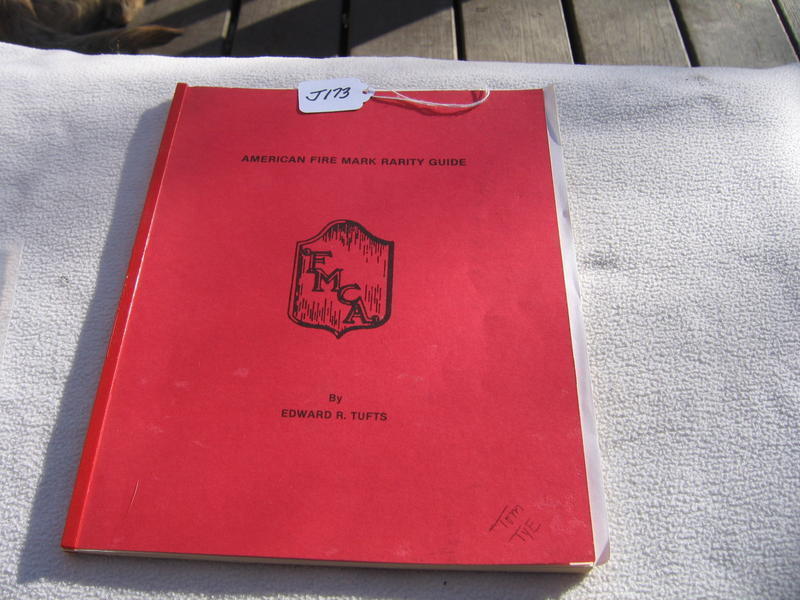 J173
AMERICAN FIRE MARK RARITY GUIDE
FMCA
By
EDWARD R. TUFTS
Tom
TyE